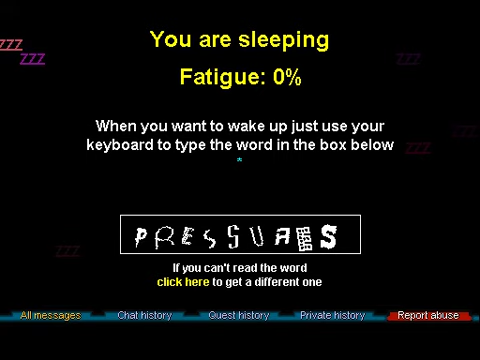 You are sleeping
ZZZ
ZZZ
ZZZ
Fatigue: 0%
When you want to wake up just use your
keyboard to type the word in the box below
ZZZ
*
PRESSURES
ZZZ
If you can't read the word
click here to get a different one
All messages Chat history Quest history Private history Report abuse